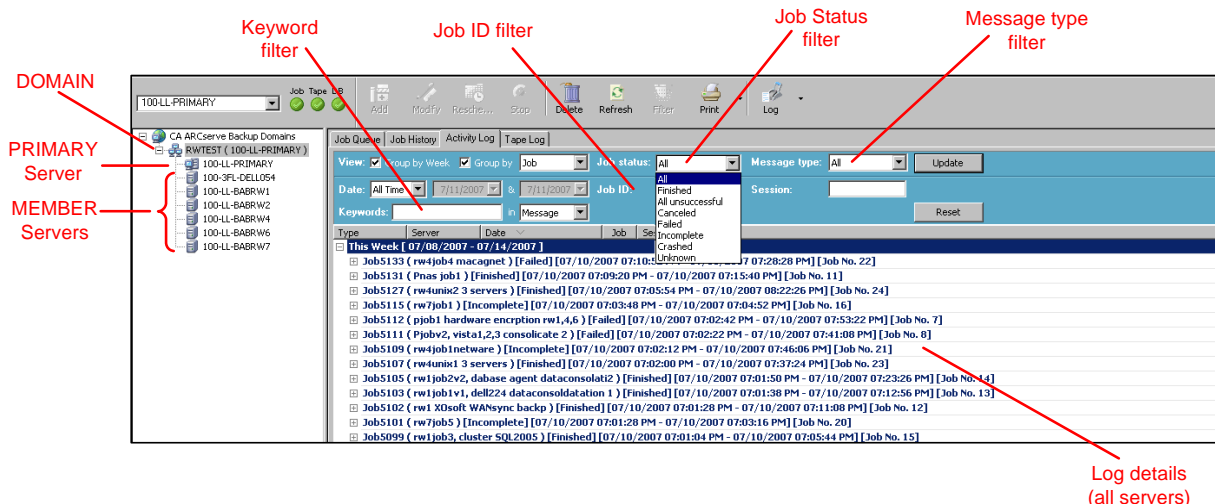 Keyword
filter
Job ID filter
Job Status
filter
Message type
filter
DOMAIN
PRIMARY
Server
MEMBER
Servers
100-LL-PRIMARY
Job Tape DB
Add
Modify
Resche...
Stop
Delete
Refresh
Filter
Print
Log
CA ARCserve Backup Domains
RWTEST ( 100-LL-PRIMARY )
100-LL-PRIMARY
100-3FL-DELL054
100-LL-BABRW1
100-LL-BABRW2
100-LL-BABRW4
100-LL-BABRW6
100-LL-BABRW7
Job Queue Job History Activity Log Tape Log
View: Group by Week Group by Job Job status: All Message type: All Update
Date: All Time 7/11/2007 & 7/11/2007 Job ID: Session:
Keywords: in Message Reset
All
Finished
All unsuccessful
Canceled
Failed
Incomplete
Crashed
Unknown
Type Server Date Job
This Week [ 07/08/2007 - 07/14/2007 ]
Job5133 ( rw4job4 macagnet ) [Failed] [07/10/2007 07/10/2007 07:28:28 PM] [Job No. 22]
Job5131 ( Pnas job1 ) [Finished] [07/10/2007 07:09:20 PM - 07/10/2007 07:15:40 PM] [Job No. 11]
Job5127 ( rw4unix2 3 servers ) [Finished] [07/10/2007 07:05:54 PM - 07/10/2007 08:22:26 PM] [Job No. 24]
Job5115 ( rw7job1 ) [Incomplete] [07/10/2007 07:03:48 PM - 07/10/2007 07:04:52 PM] [Job No. 16]
Job5112 ( pjob1 hardware encrption rw1,4,6 ) [Failed] [07/10/2007 07:02:42 PM - 07/10/2007 07:53:22 PM] [Job No. 7]
Job5111 ( Pjobv2, vista1,2,3 consolicate 2 ) [Failed] [07/10/2007 07:02:22 PM - 07/10/2007 07:41:08 PM] [Job No. 8]
Job5109 ( rw4job1netware ) [Incomplete] [07/10/2007 07:02:12 PM - 07/10/2007 07:46:06 PM] [Job No. 21]
Job5107 ( rw4unix1 3 servers ) [Finished] [07/10/2007 07:02:00 PM - 07/10/2007 07:37:24 PM] [Job No. 23]
Job5105 ( rw1job2v2, dabase agent dataconsolati2 ) [Finished] [07/10/2007 07:01:50 PM - 07/10/2007 07:23:26 PM] [Job No. 14]
Job5103 ( rw1job1v1, dell224 dataconsoldatation 1 ) [Finished] [07/10/2007 07:01:38 PM - 07/10/2007 07:12:56 PM] [Job No. 13]
Job5102 ( rw1 XOsoft WANsync backp ) [Finished] [07/10/2007 07:01:28 PM - 07/10/2007 07:11:08 PM] [Job No. 12]
Job5101 ( rw7job5 ) [Incomplete] [07/10/2007 07:01:28 PM - 07/10/2007 07:03:16 PM] [Job No. 20]
Job5099 ( rw1job3, cluster SQL2005 ) [Finished] [07/10/2007 07:01:04 PM - 07/10/2007 07:05:44 PM] [Job No. 15]
Log details
(all servers)